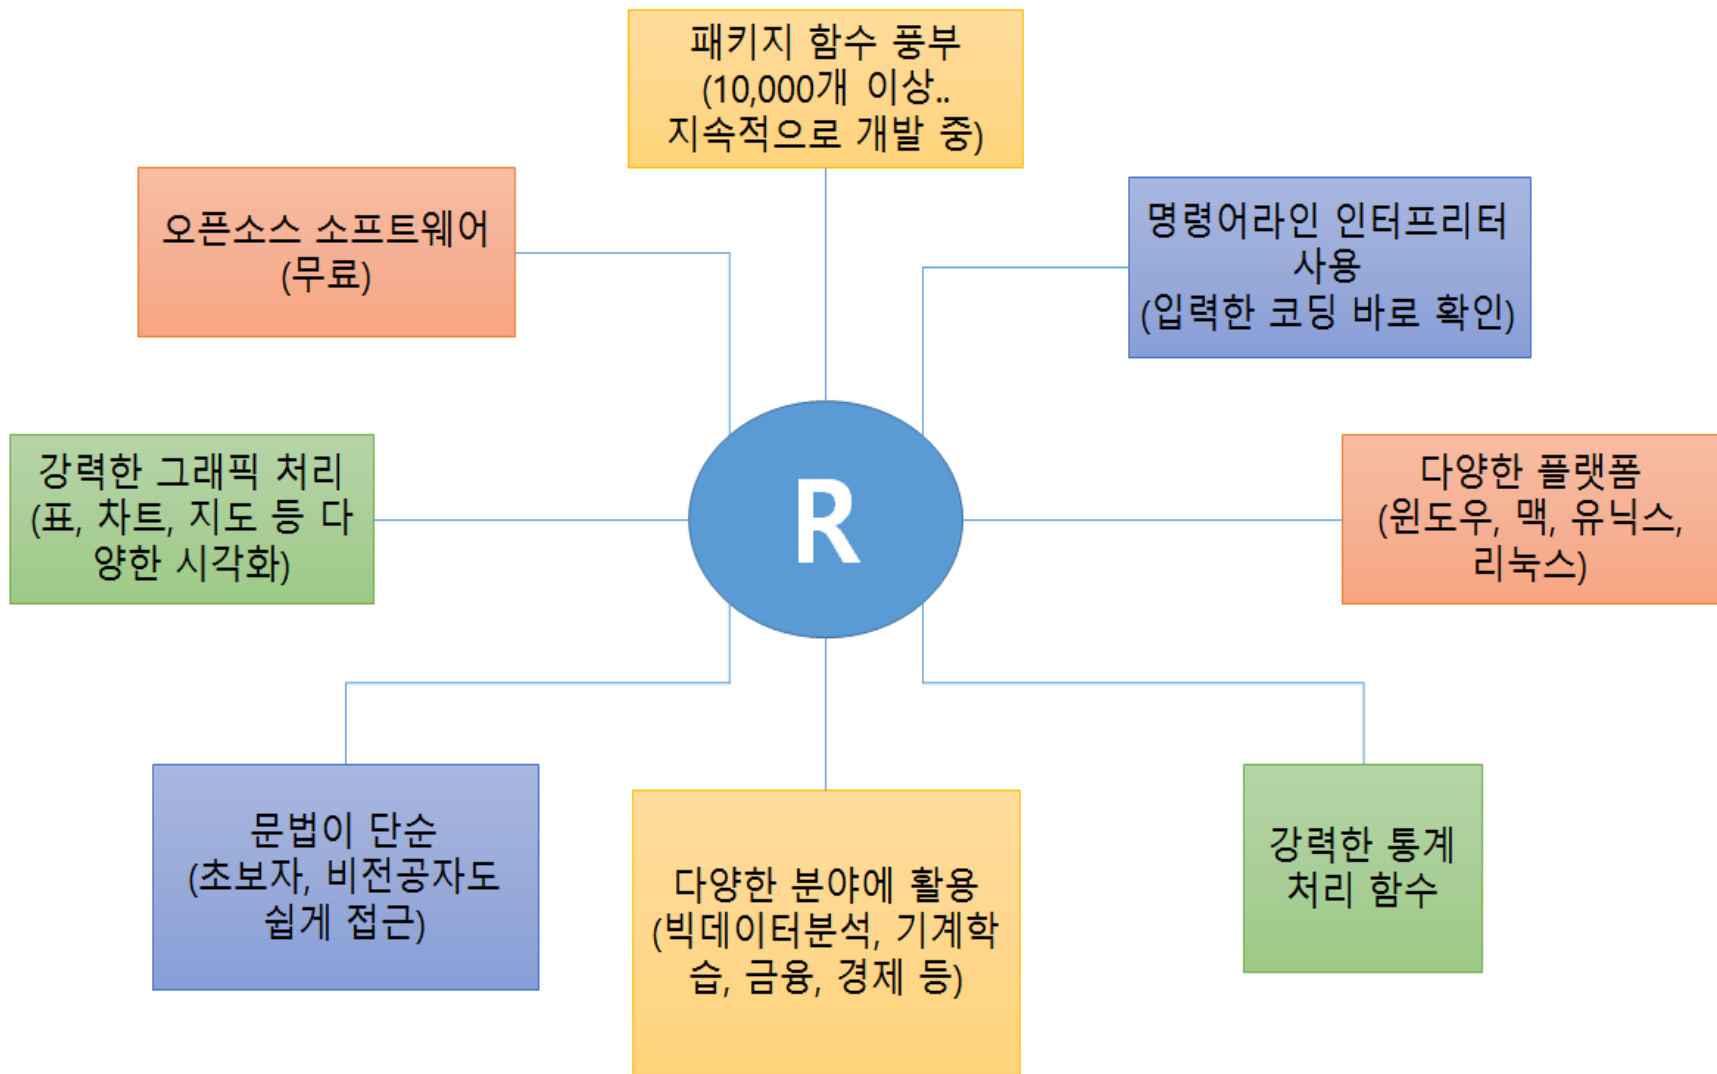 패키지 함수 풍부
(10,000개 이상..
지속적으로 개발 중)
오픈소스 소프트웨어
(무료)
명령어라인 인터프리터
사용
(입력한 코딩 바로 확인)
강력한 그래픽 처리
(표, 차트, 지도 등 다
양한 시각화)
R
다양한 플랫폼
(윈도우, 맥, 유닉스,
리눅스)
문법이 단순
(초보자, 비전공자도
쉽게 접근)
다양한 분야에 활용
(빅데이터분석, 기계학
습, 금융, 경제 등)
강력한 통계
처리 함수